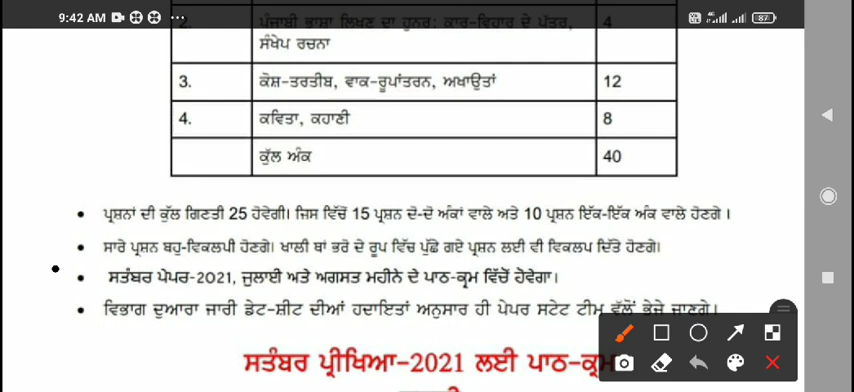 9:42 AM
87
2. ਪੰਜਾਬੀ ਭਾਸ਼ਾ ਲਿਖਣ ਦਾ ਹੁਨਰ: ਕਾਰ-ਵਿਹਾਰ ਦੇ ਪੱਤਰ, 4
ਸੰਖੇਪ ਰਚਨਾ
3. ਕੋਸ਼-ਤਰਤੀਬ, ਵਾਕ-ਰੂਪਾਂਤਰਨ, ਅਖਾਉਤਾਂ 12
4. ਕਵਿਤਾ, ਕਹਾਣੀ 8
ਕੁੱਲ ਅੰਕ 40
• ਪ੍ਰਸ਼ਨਾਂ ਦੀ ਕੁੱਲ ਗਿਣਤੀ 25 ਹੋਵੇਗੀ। ਜਿਸ ਵਿੱਚੋਂ 15 ਪ੍ਰਸ਼ਨ ਦੋ-ਦੋ ਅੰਕਾਂ ਵਾਲੇ ਅਤੇ 10 ਪ੍ਰਸ਼ਨ ਇੱਕ-ਇੱਕ ਅੰਕ ਵਾਲੇ ਹੋਣਗੇ ।
• ਸਾਰੇ ਪ੍ਰਸ਼ਨ ਬਹੁ-ਵਿਕਲਪੀ ਹੋਣਗੇ। ਖਾਲੀ ਥਾਂ ਭਰੋ ਦੇ ਰੂਪ ਵਿੱਚ ਪੁੱਛੇ ਗਏ ਪ੍ਰਸ਼ਨ ਲਈ ਵੀ ਵਿਕਲਪ ਦਿੱਤੇ ਹੋਣਗੇ।
• ਸਤੰਬਰ ਪੇਪਰ-2021, ਜੁਲਾਈ ਅਤੇ ਅਗਸਤ ਮਹੀਨੇ ਦੇ ਪਾਠ-ਕ੍ਰਮ ਵਿੱਚੋਂ ਹੋਵੇਗਾ।
• ਵਿਭਾਗ ਦੁਆਰਾ ਜਾਰੀ ਡੇਟ-ਸ਼ੀਟ ਦੀਆਂ ਹਦਾਇਤਾਂ ਅਨੁਸਾਰ ਹੀ ਪੇਪਰ ਸਟੇਟ ਟੀਮ ਵੱਲੋਂ ਭੇਜੇ ਜਾਣਗੇ।
ਸਤੰਬਰ ਪ੍ਰੀਖਿਆ-2021 ਲਈ ਪਾਠ-ਕ੍ਰਮ